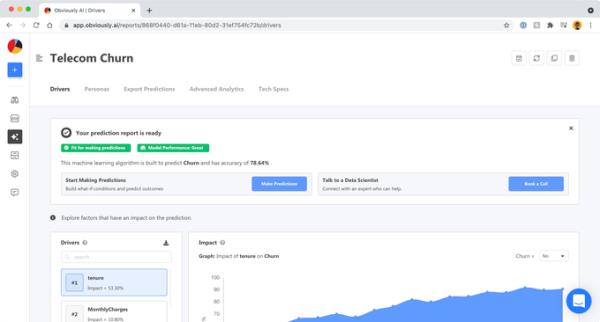 Obviously AI | Drivers
app.obviously.ai/reports/868f0440-d61a-11eb-80d2-31ef754fc72b/drivers
Telecom Churn
Drivers Personas Export Predictions Advanced Analytics Tech Specs
Your prediction report is ready
Fit for making predictions Model Performance: Great
This machine learning algorithm is built to predict Churn and has accuracy of 78.64%
Start Making Predictions
Build what-if conditions and predict outcomes
Make Predictions
Talk to a Data Scientist
Connect with an expert who can help.
Book a Call
Explore factors that have an impact on the prediction.
Drivers
search
#1 tenure
Impact = 53.30%
#2 MonthlyCharges
Impact = 10.80%
Impact
Graph: Impact of tenure on Churn
Churn = No
100
90
80
70
%